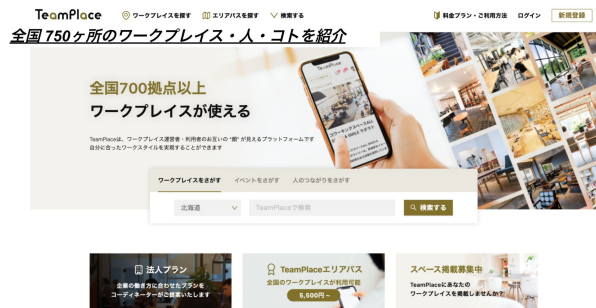 TeamPlace
ワークプレイスを探す
エリアパスを探す
検索する
料金プラン・ご利用方法
ログイン
新規登録
全国 750ヶ所のワークプレイス・人・コトを紹介
全国700拠点以上
ワークプレイスが使える
TeamPlaceは、ワークプレイス運営者・利用者のお互いの“顔”が見えるプラットフォームです
自分に合ったワークスタイルを実現することができます
TeamPlace
ワークプレイスをさがす
イベントをさがす
人のつながりをさがす
北海道
TeamPlaceで検索
検索する
法人プラン
企業の働き方に合わせたプランを
コーディネーターがご提案いたします
TeamPlaceエリアパス
全国のワークプレイスが利用可能
5,500円～
スペース掲載募集中
TeamPlaceにあなたの
ワークプレイスを掲載しませんか？